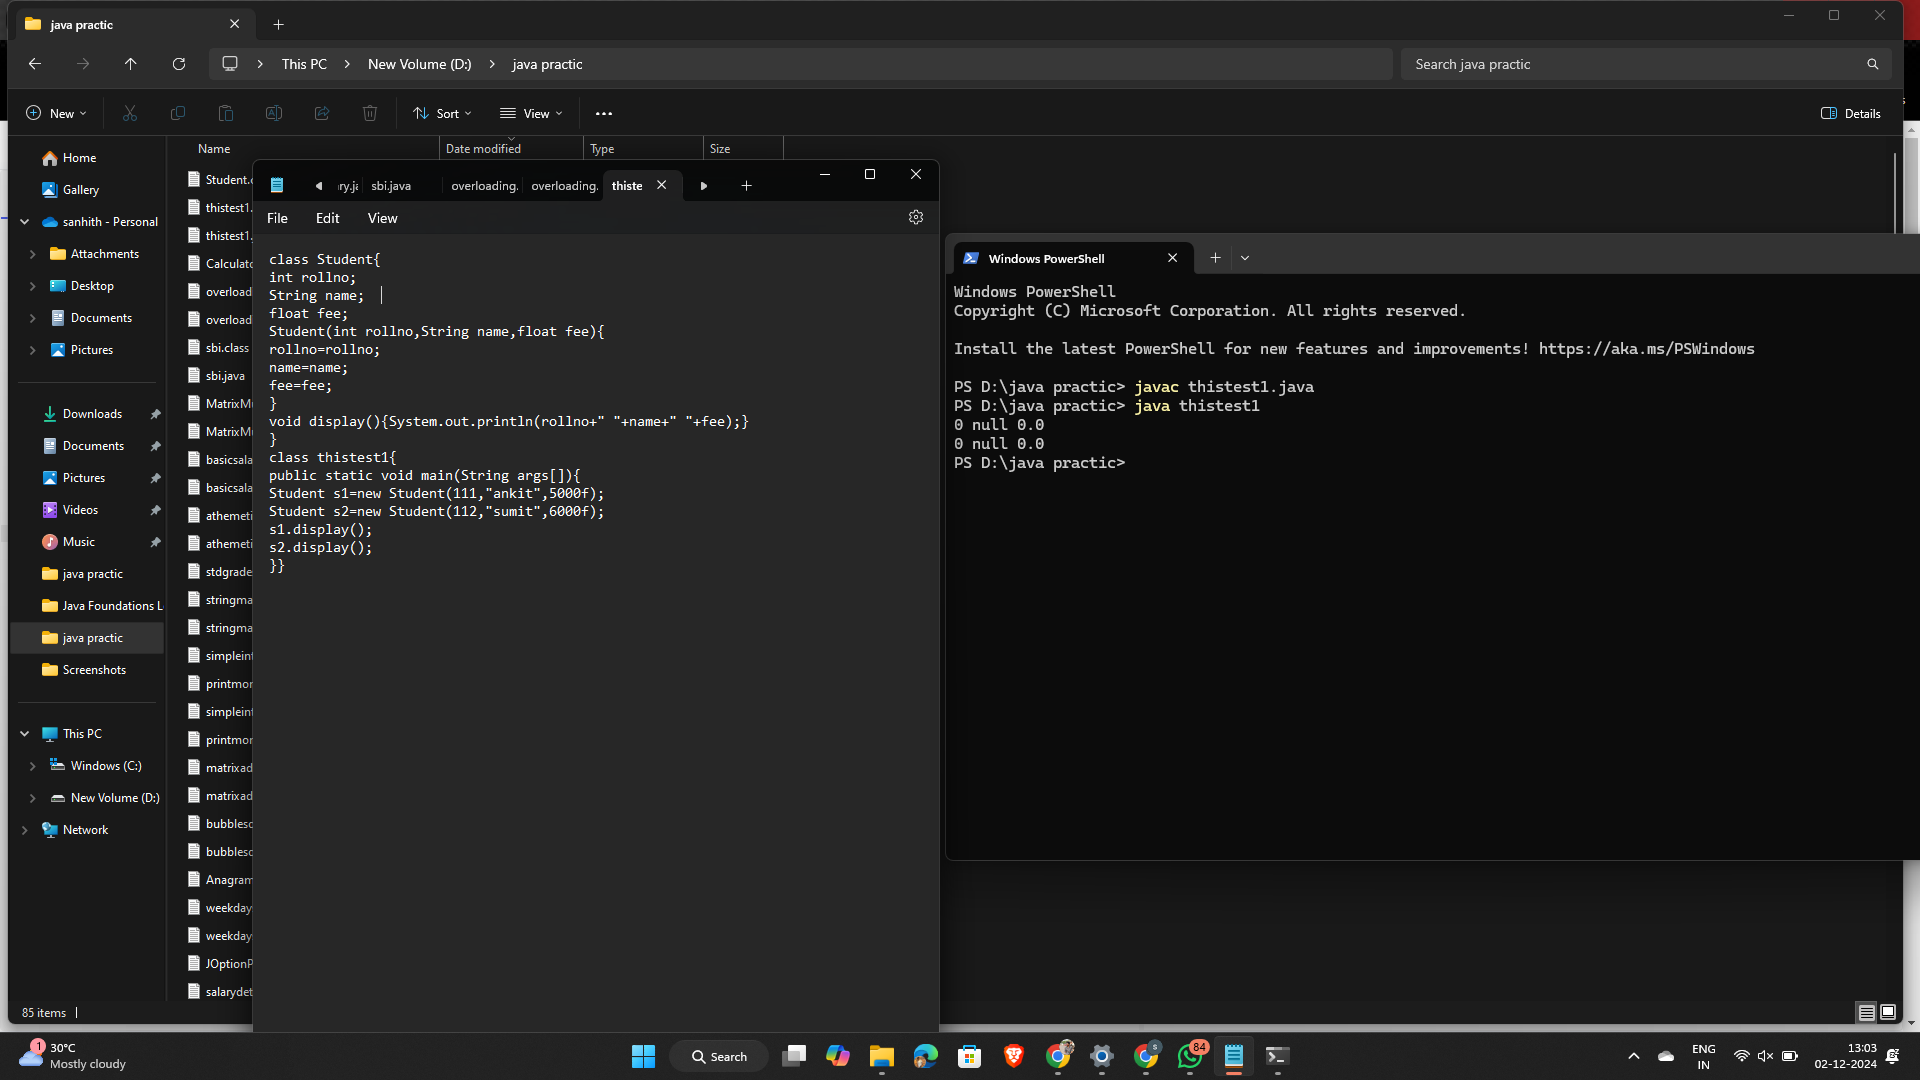 java practic
This PC
New Volume (D:)
java practic
Search java practic
New
Sort
View
Details
Name
Date modified
Type
Size
Home
Gallery
sanhith - Personal
Attachments
Desktop
Documents
Pictures
Downloads
Documents
Pictures
Videos
Music
java practic
Java Foundations L
java practic
Screenshots
This PC
Windows (C:)
New Volume (D:)
Network
Student.
thistest1.
thistest1.
Calculato
overload
overload
sbi.class
sbi.java
MatrixM
MatrixM
basicsala
basicsala
athemeti
athemeti
stdgrade
stringma
stringma
simplein
printmor
simplein
printmor
matrixad
matrixad
bubbleso
bubbleso
Anagram
weekday
weekday
JOptionP
salarydet
85 items
ry.ja
sbi.java
overloading.
overloading.
thiste
File
Edit
View
class Student{
int rollno;
String name;
float fee;
Student(int rollno,String name,float fee){
rollno=rollno;
name=name;
fee=fee;
}
void display(){System.out.println(rollno+" "+name+" "+fee);}
}
class thistest1{
public static void main(String args[]){
Student s1=new Student(111,"ankit",5000f);
Student s2=new Student(112,"sumit",6000f);
s1.display();
s2.display();
}}
Windows PowerShell
Windows PowerShell
Copyright (C) Microsoft Corporation. All rights reserved.
Install the latest PowerShell for new features and improvements! https://aka.ms/PSWindows
PS D:\java practic> javac thistest1.java
PS D:\java practic> java thistest1
0 null 0.0
0 null 0.0
PS D:\java practic>
1
30°C
Mostly cloudy
Search
S
84
ENG
IN
13:03
02-12-2024